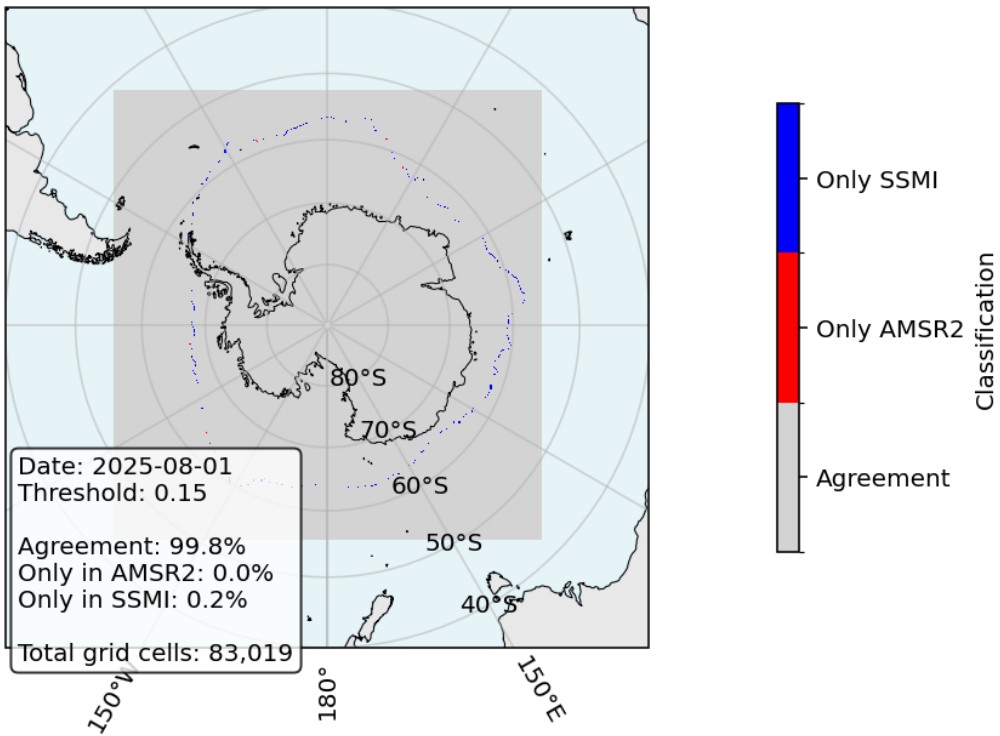 80°S
70°S
60°S
50°S
40°S
Date: 2025-08-01
Threshold: 0.15
Agreement: 99.8%
Only in AMSR2: 0.0%
Only in SSMI: 0.2%
Total grid cells: 83,019
150°W
180°
150°E
Only SSMI
Only AMSR2
Agreement
Classification